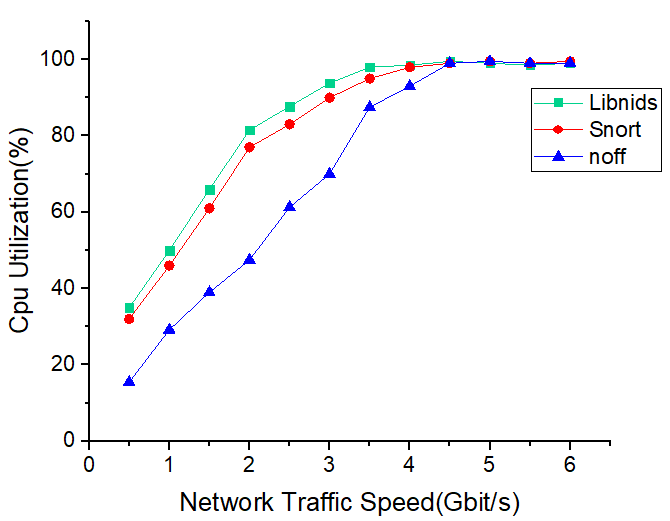 Cpu Utilization(%)
100
80
60
40
20
0
0 1 2 3 4 5 6
Network Traffic Speed(Gbit/s)
Libnids
Snort
noff